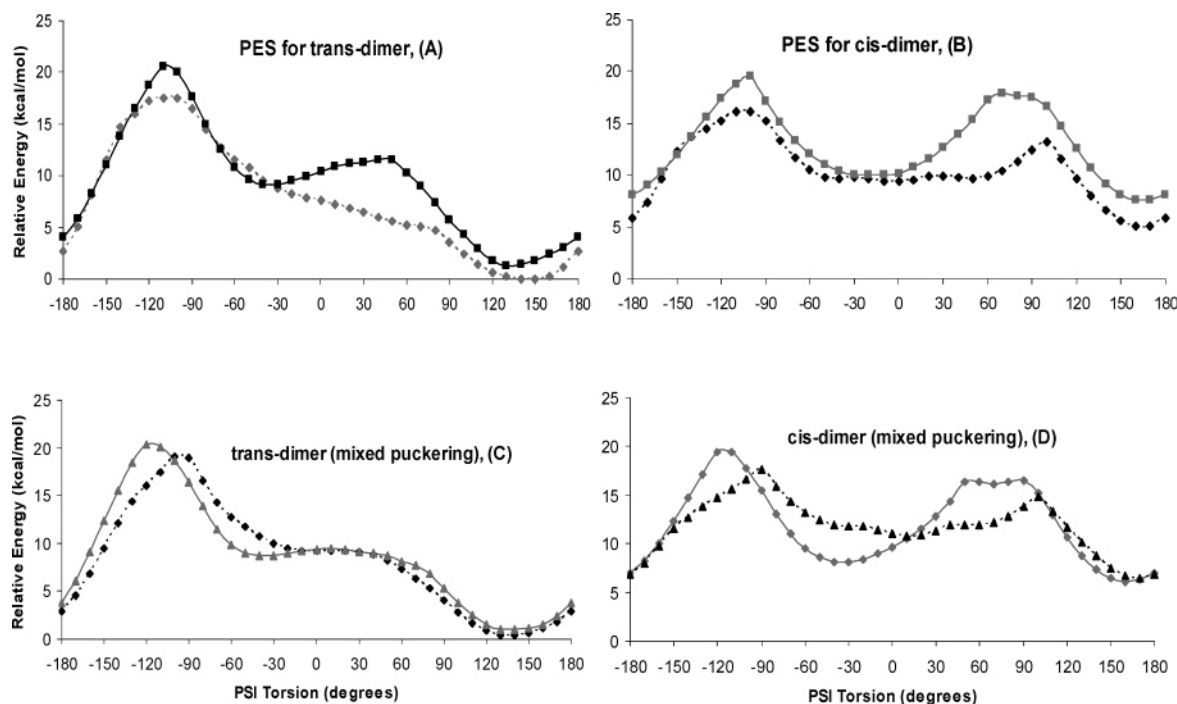 PES for trans-dimer, (A)
Relative Energy (kcal/mol)
25
20
15
10
5
0
-180 -150 -120 -90 -60 -30 0 30 60 90 120 150 180
PES for cis-dimer, (B)
25
20
15
10
5
0
-180 -150 -120 -90 -60 -30 0 30 60 90 120 150 180
trans-dimer (mixed puckering), (C)
Relative Energy (kcal/mol)
25
20
15
10
5
0
-180 -150 -120 -90 -60 -30 0 30 60 90 120 150 180
PSI Torsion (degrees)
cis-dimer (mixed puckering), (D)
25
20
15
10
5
0
-180 -150 -120 -90 -60 -30 0 30 60 90 120 150 180
PSI Torsion (degrees)